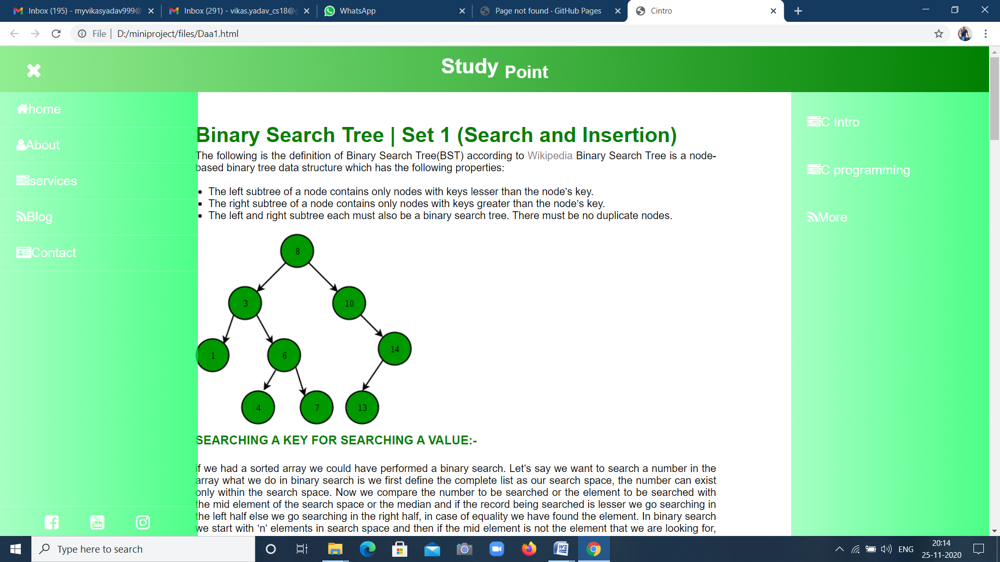 Inbox (195) - myvikasyadav999@
Inbox (291) - vikas.yadav_cs18@g
WhatsApp
Page not found · GitHub Pages
Cintro
File | D:/miniproject/files/Daa1.html
Study Point
home
About
services
Blog
Contact
Binary Search Tree | Set 1 (Search and Insertion)
The following is the definition of Binary Search Tree(BST) according to Wikipedia Binary Search Tree is a node-
based binary tree data structure which has the following properties:
▪ The left subtree of a node contains only nodes with keys lesser than the node’s key.
▪ The right subtree of a node contains only nodes with keys greater than the node’s key.
▪ The left and right subtree each must also be a binary search tree. There must be no duplicate nodes.
8
3 10
1 6 14
4 7 13
SEARCHING A KEY FOR SEARCHING A VALUE:-
if we had a sorted array we could have performed a binary search. Let’s say we want to search a number in the
array what we do in binary search is we first define the complete list as our search space, the number can exist
only within the search space. Now we compare the number to be searched or the element to be searched with
the mid element of the search space or the median and if the record being searched is lesser we go searching in
the left half else we go searching in the right half, in case of equality we have found the element. In binary search
we start with ‘n’ elements in search space and then if the mid element is not the element that we are looking for,
C Intro
C programming
More
You
Tube
Type here to search
ENG
20:14
25-11-2020